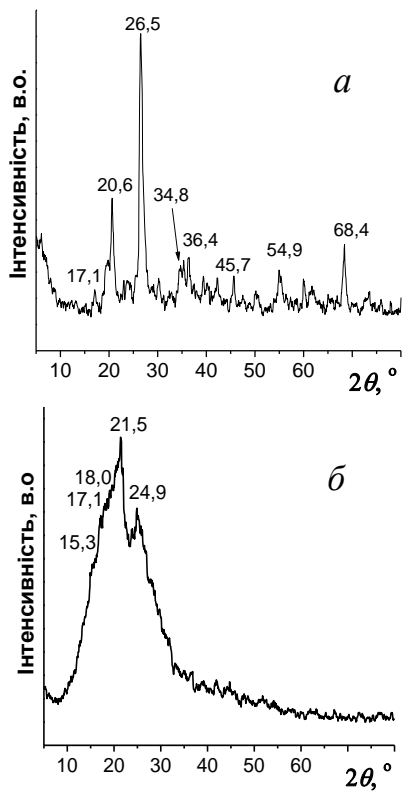 26,5
а
20,6
34,8
36,4
68,4
54,9
45,7
17,1
Інтенсивність, в.о.
10 20 30 40 50 60
2θ, °
21,5
б
18,0
17,1
24,9
15,3
Інтенсивність, в.о
10 20 30 40 50 60
2θ, °